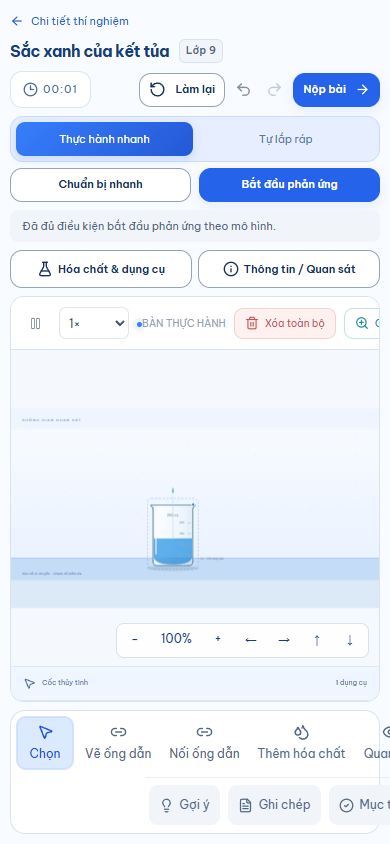 Chi tiết thí nghiệm
Sắc xanh của kết tủa Lớp 9
00:01 Làm lại Nộp bài
Thực hành nhanh Tự lắp ráp
Chuẩn bị nhanh Bắt đầu phản ứng
Đã đủ điều kiện bắt đầu phản ứng theo mô hình.
Hóa chất & dụng cụ Thông tin / Quan sát
1× BÀN THỰC HÀNH Xóa toàn bộ
- 100% + ← → ↑ ↓
Cốc thủy tinh 1 dụng cụ
Chọn Vẽ ống dẫn Nối ống dẫn Thêm hóa chất Quan
Gợi ý Ghi chép Mục t